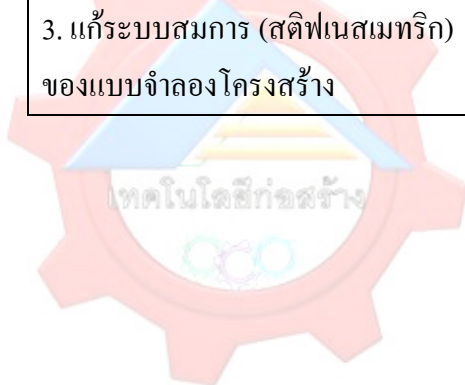 3. แก้ระบบสมการ (สติฟเนสเมทริก)
ของแบบจำลองโครงสร้าง
เทคโนโลยีก่อสร้าง